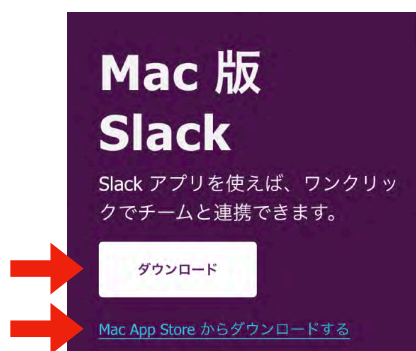 Mac 版
Slack
Slack アプリを使えば、ワンクリッ
クでチームと連携できます。
ダウンロード
Mac App Store からダウンロードする